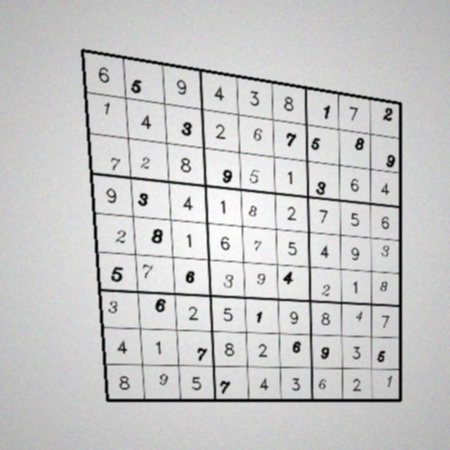 6 5 9 4 3 8 1 7 2
1 4 3 2 6 7 5 8 9
7 2 8 9 5 1 3 6 4
9 3 4 1 8 2 7 5 6
2 8 1 6 7 5 4 9 3
5 7 6 3 9 4 2 1 8
3 6 2 5 1 9 8 4 7
4 1 7 8 2 6 9 3 5
8 9 5 7 4 3 6 2 1